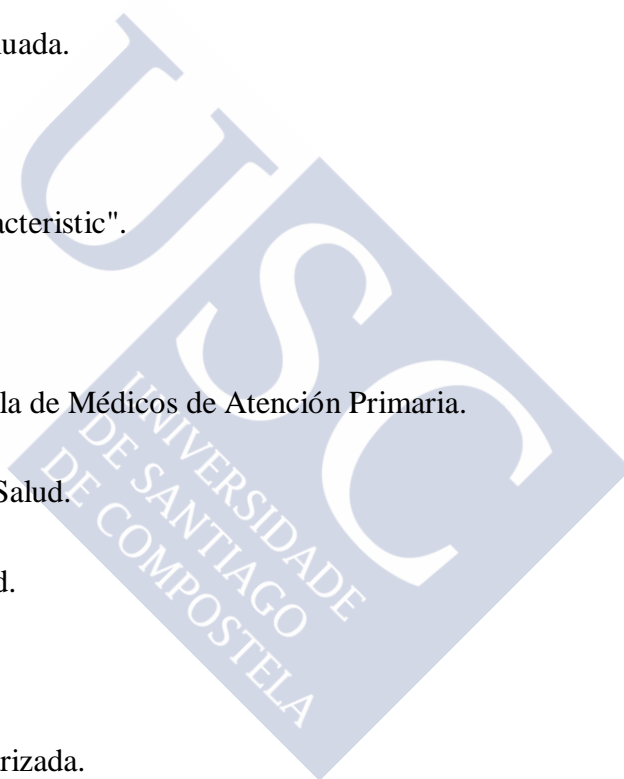 uada.
acteristic".
la de Médicos de Atención Primaria.
Salud.
d.
rizada.
USC
UNIVERSIDADE
DE SANTIAGO
DE COMPOSTELA